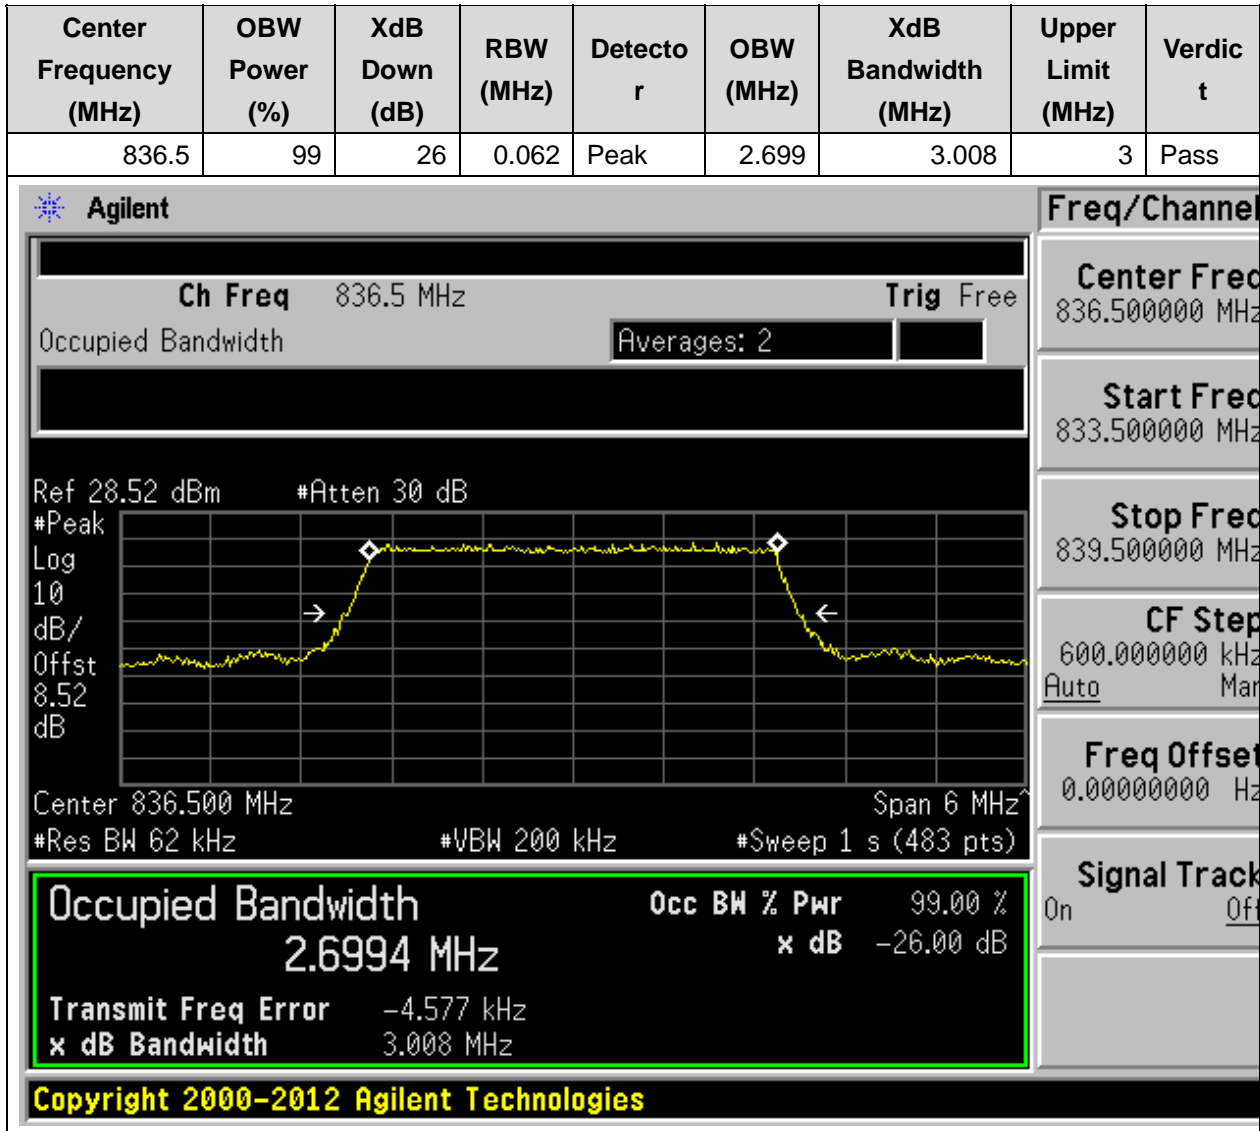 Center Frequency (MHz) OBW Power (%) XdB Down (dB) RBW (MHz) Detector OBW (MHz) XdB Bandwidth (MHz) Upper Limit (MHz) Verdict
836.5 99 26 0.062 Peak 2.699 3.008 3 Pass
Agilent
Freq/Channel
Ch Freq 836.5 MHz Trig Free
Occupied Bandwidth Averages: 2
Center Freq
836.500000 MHz
Start Freq
833.500000 MHz
Stop Freq
839.500000 MHz
CF Step
600.000000 kHz
Auto Man
Freq Offset
0.00000000 Hz
Signal Track
On Off
Ref 28.52 dBm #Atten 30 dB
#Peak
Log
10
dB/
Offst
8.52
dB
Center 836.500 MHz Span 6 MHz^
#Res BW 62 kHz #VBW 200 kHz #Sweep 1 s (483 pts)
Occupied Bandwidth Occ BW % Pwr 99.00 %
2.6994 MHz x dB -26.00 dB
Transmit Freq Error -4.577 kHz
x dB Bandwidth 3.008 MHz
Copyright 2000-2012 Agilent Technologies